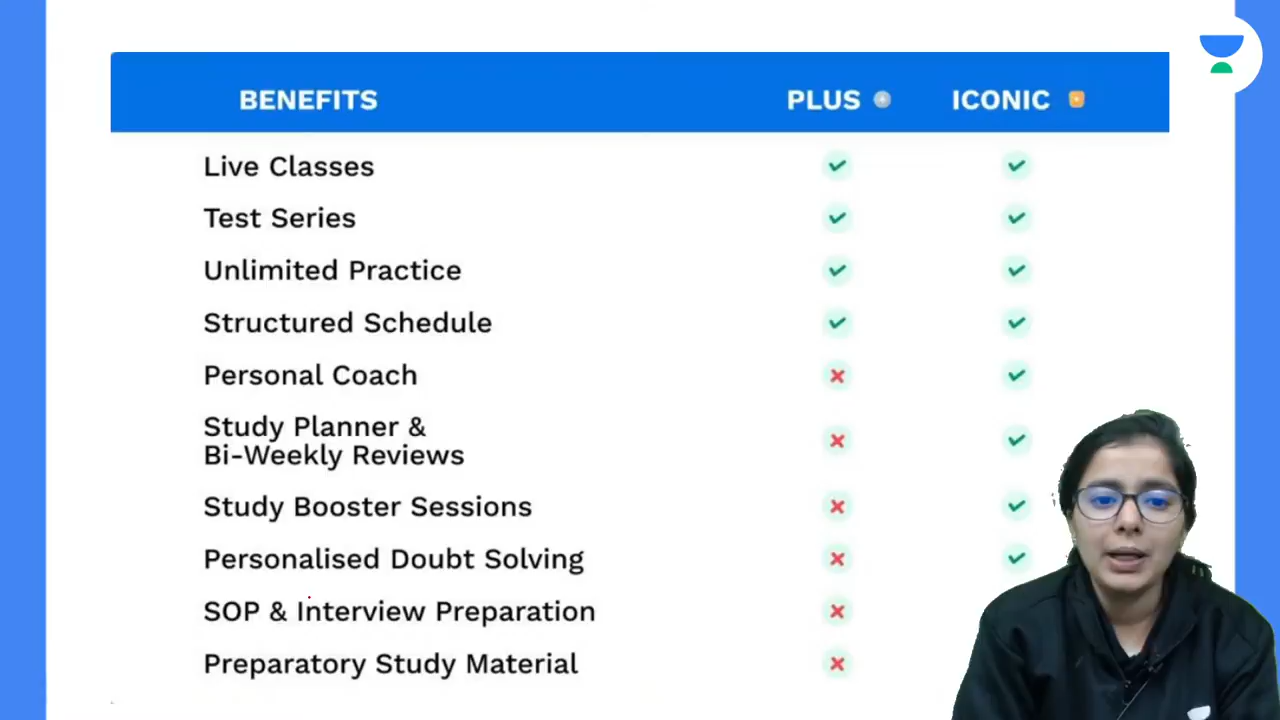 BENEFITS PLUS ICONIC
Live Classes
Test Series
Unlimited Practice
Structured Schedule
Personal Coach
Study Planner &
Bi-Weekly Reviews
Study Booster Sessions
Personalised Doubt Solving
SOP & Interview Preparation
Preparatory Study Material